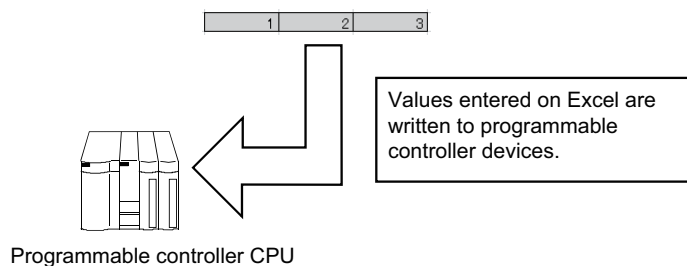 1 2 3
Values entered on Excel are
written to programmable
controller devices.
Programmable controller CPU